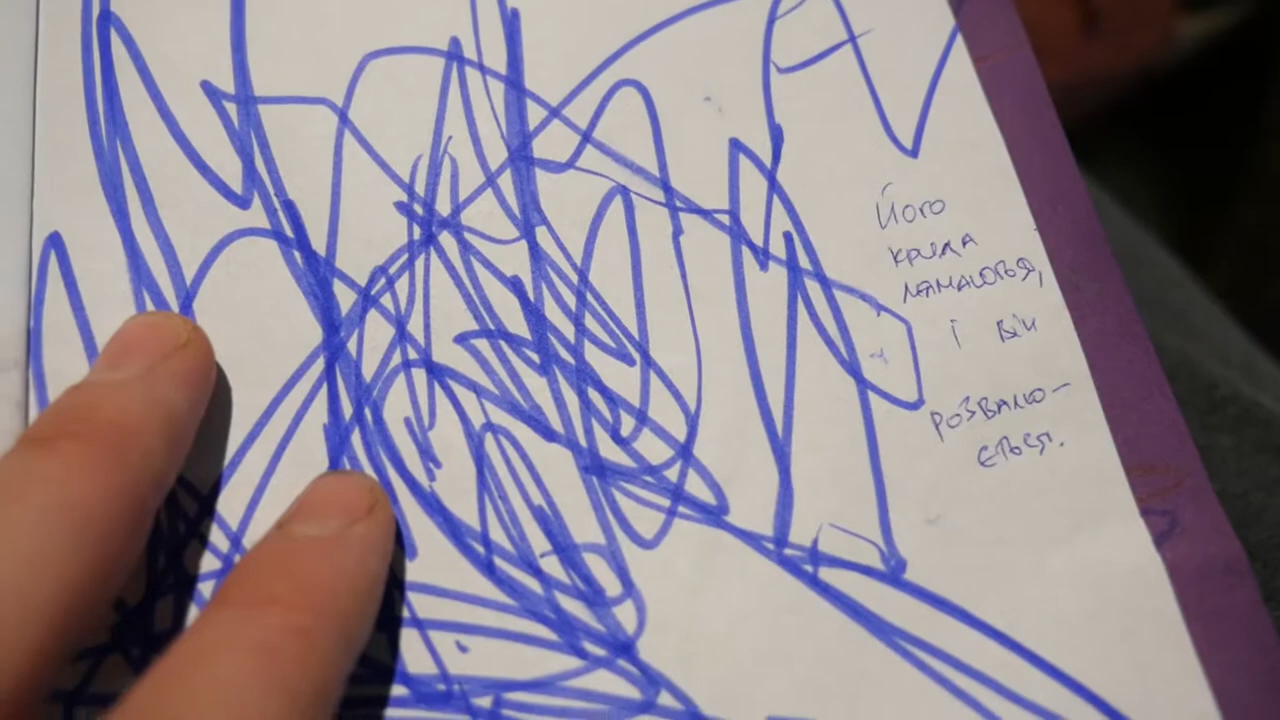 Його
крила
ламаються,
і він
розвалю-
ється.